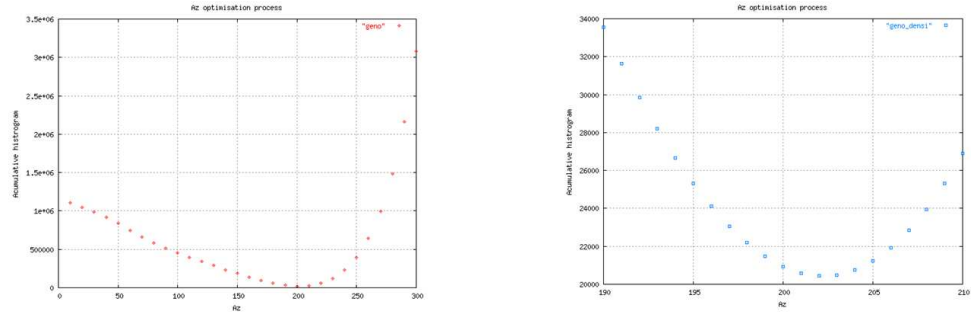 Az optimisation process
"geno"
3.5e+06
3e+06
2.5e+06
2e+06
1.5e+06
1e+06
500000
0
Acumulative histrogram
0 50 100 150 200 250 300
Az
Az optimisation process
"geno_densi"
34000
32000
30000
28000
26000
24000
22000
20000
Acumulative histrogram
190 195 200 205 210
Az